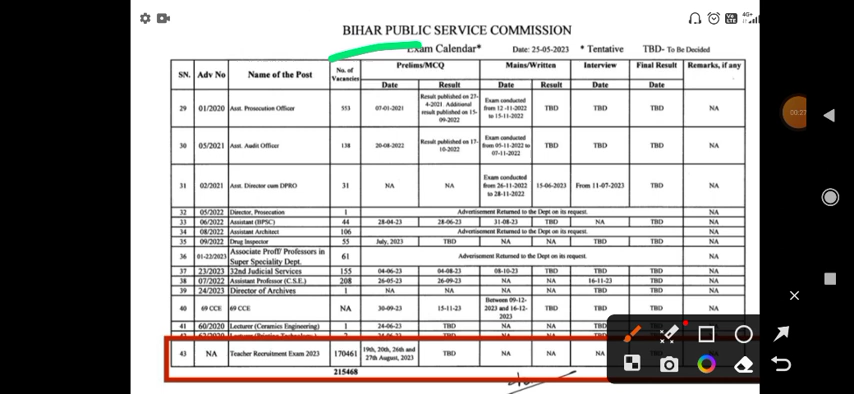 BIHAR PUBLIC SERVICE COMMISSION
Exam Calendar* Date: 25-05-2023 * Tentative TBD- To Be Decided
SN. Adv No Name of the Post No. of Vacancies Prelims/MCQ Mains/Written Interview Final Result Remarks, if any
Date Result Date Result Date Date
29 01/2020 Asst. Prosecution Officer 553 07-01-2021 Result published on 27-4-2021 Additional result published on 15-09-2022 Exam conducted from 12 -11-2022 to 15-11-2022 TBD TBD TBD NA
30 05/2021 Asst. Audit Officer 138 20-08-2022 Result published on 17-10-2022 Exam conducted from 05-11-2022 to 07-11-2022 TBD TBD TBD NA
31 02/2021 Asst. Director cum DPRO 31 NA NA Exam conducted from 26-11-2022 to 28-11-2022 15-06-2023 From 11-07-2023 TBD NA
32 05/2022 Director, Prosecution 1 Advertisement Returned to the Dept on its request. NA
33 06/2022 Assistant (BPSC) 44 28-04-23 28-06-23 31-08-23 TBD NA TBD NA
34 08/2022 Assistant Architect 106 Advertisement Returned to the Dept on its request. NA
35 09/2022 Drug Inspector 55 July, 2023 TBD NA NA TBD TBD NA
36 01-22/2023 Associate Proff/ Professors in Super Speciality Dept. 61 Adverisement Returned to the Dept on its request. NA
37 23/2023 32nd Judicial Services 155 04-06-23 04-08-23 08-10-23 TBD TBD TBD NA
38 07/2022 Assistant Professor (C.S.E.) 208 26-05-23 26-09-23 NA NA 16-11-23 TBD NA
39 24/2023 Director of Archives 1 NA NA NA NA TBD TBD NA
40 69 CCE 69 CCE NA 30-09-23 15-11-23 Between 09-12-2023 and 16-12-2023 TBD TBD TBD NA
41 60/2020 Lecturer (Ceramics Engineering) 1 24-06-23 TBD NA NA TBD
43 NA Teacher Recruitment Exam 2023 170461 19th, 20th, 26th and 27th August, 2023 TBD NA NA NA
215468
00:27
4G+